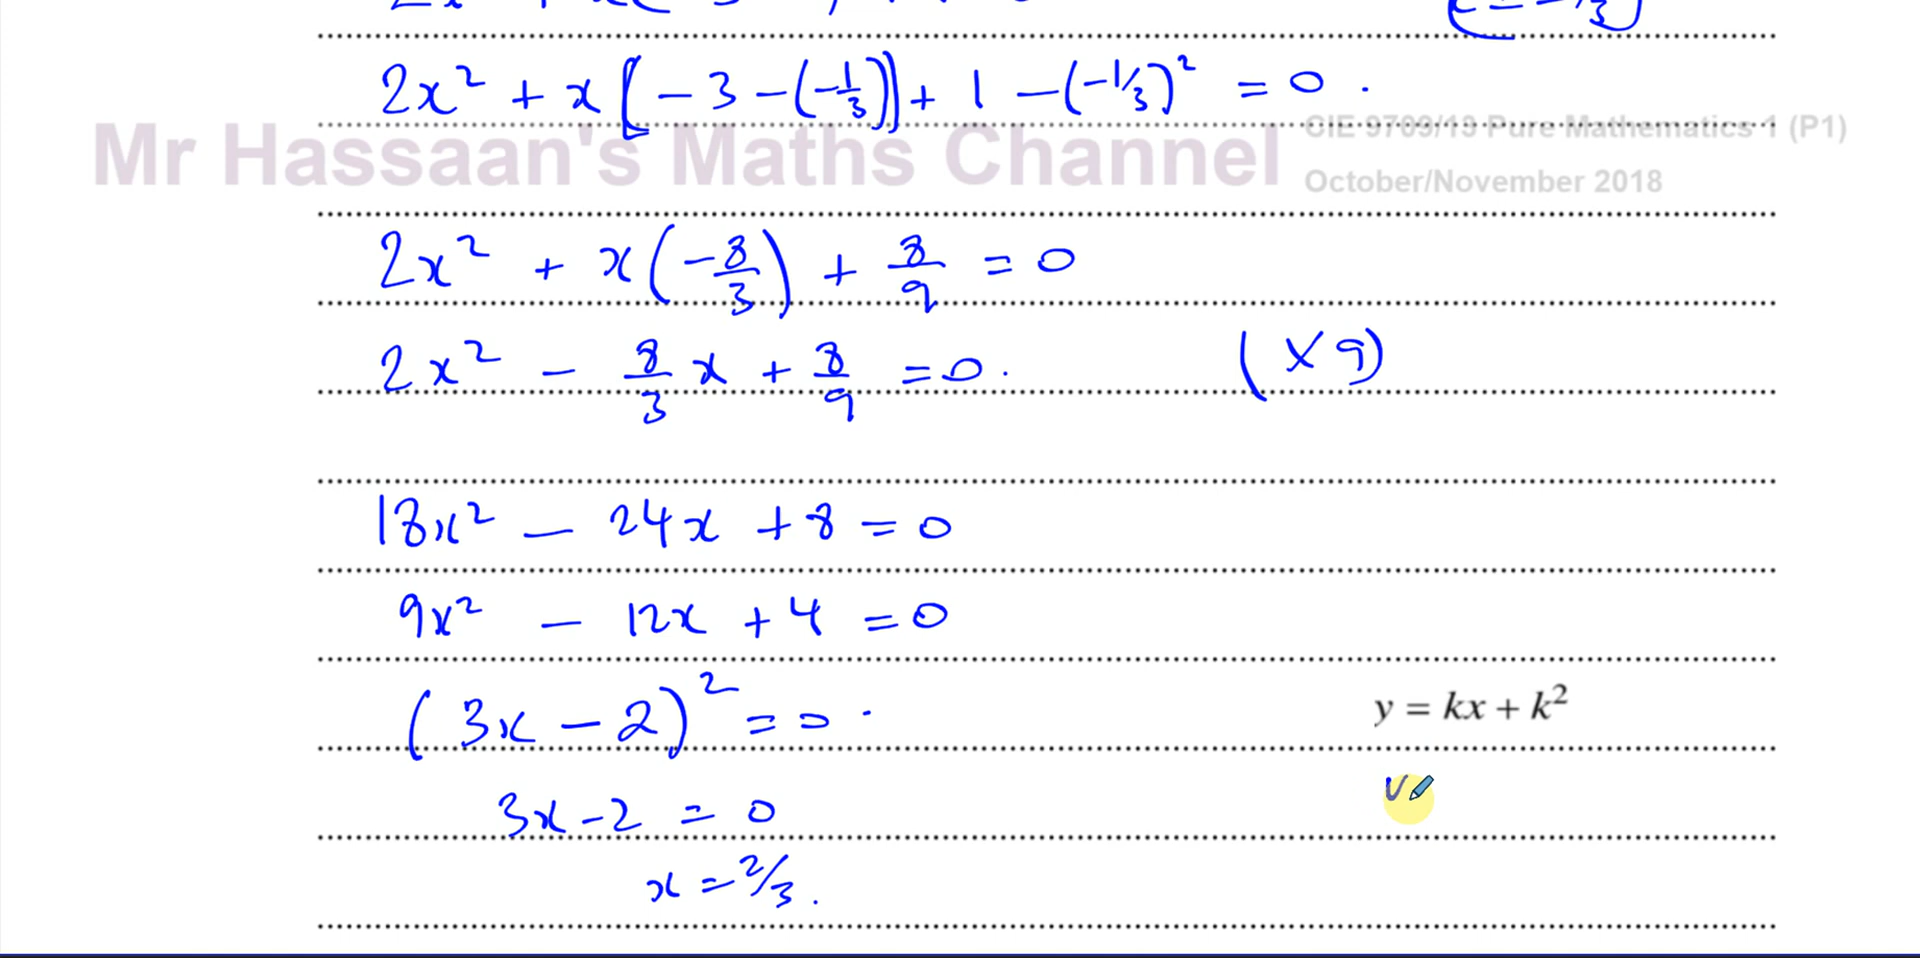 2x² + x[-3-(-1/3)] + 1 - (-1/3)² = 0.
Mr Hassaan's Maths Channel
CIE 9709/13 Pure Mathematics 1 (P1)
October/November 2018
2x² + x(-8/3) + 8/9 = 0
2x² - 8/3 x + 8/9 = 0. (×9)
18x² - 24x + 8 = 0
9x² - 12x + 4 = 0
(3x - 2)² = 0.
y = kx + k²
3x - 2 = 0
x = 2/3.